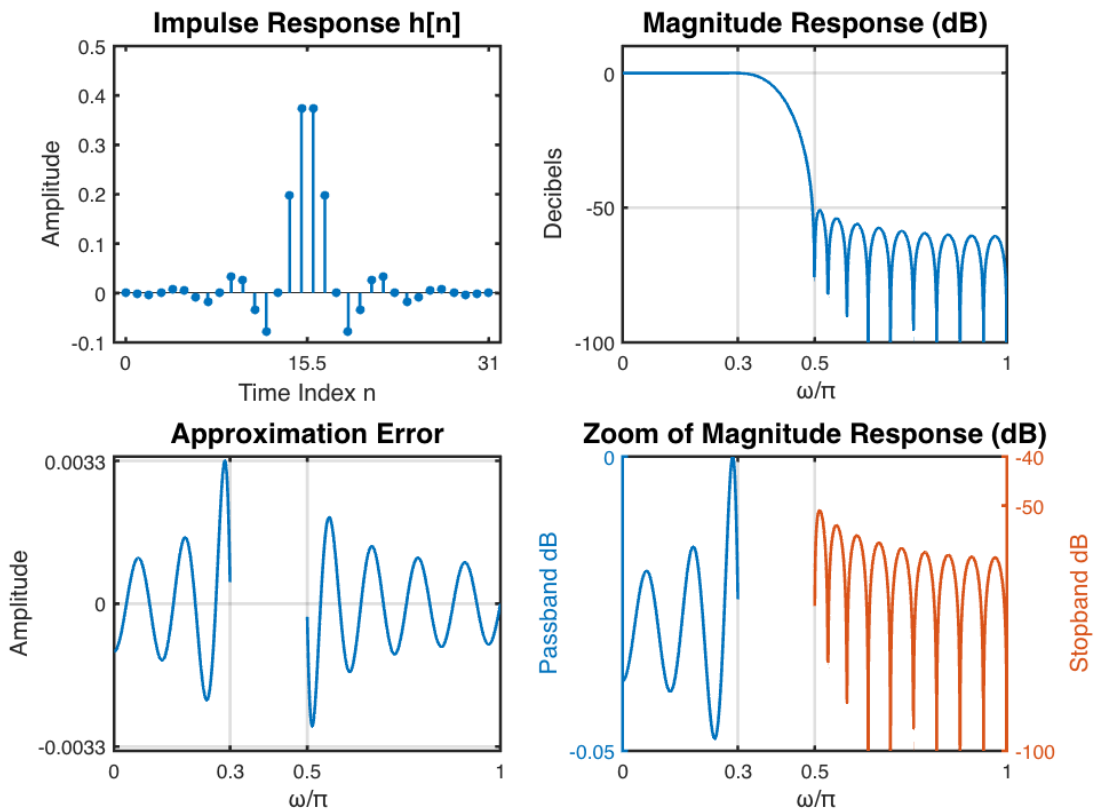 Impulse Response h[n]
0.5
0.4
0.3
0.2
0.1
0
-0.1
Amplitude
0
15.5
31
Time Index n
Magnitude Response (dB)
0
-50
-100
Decibels
0
0.3
0.5
1
ω/π
Approximation Error
0.0033
0
-0.0033
Amplitude
0
0.3
0.5
1
ω/π
Zoom of Magnitude Response (dB)
0
-0.05
Passband dB
-40
-50
-100
Stopband dB
0
0.3
0.5
1
ω/π